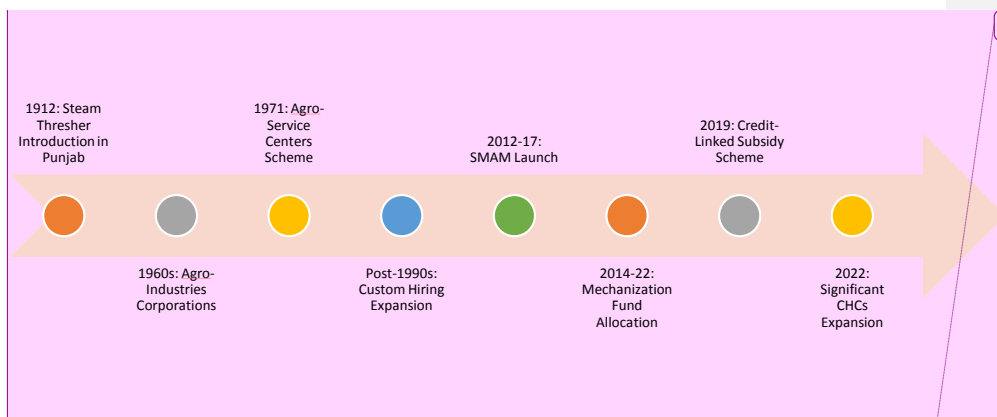 1912: Steam
Thresher
Introduction in
Punjab
1960s: Agro-
Industries
Corporations
1971: Agro-
Service
Centers
Scheme
Post-1990s:
Custom Hiring
Expansion
2012-17:
SMAM Launch
2014-22:
Mechanization
Fund
Allocation
2019: Credit-
Linked Subsidy
Scheme
2022:
Significant
CHCs
Expansion